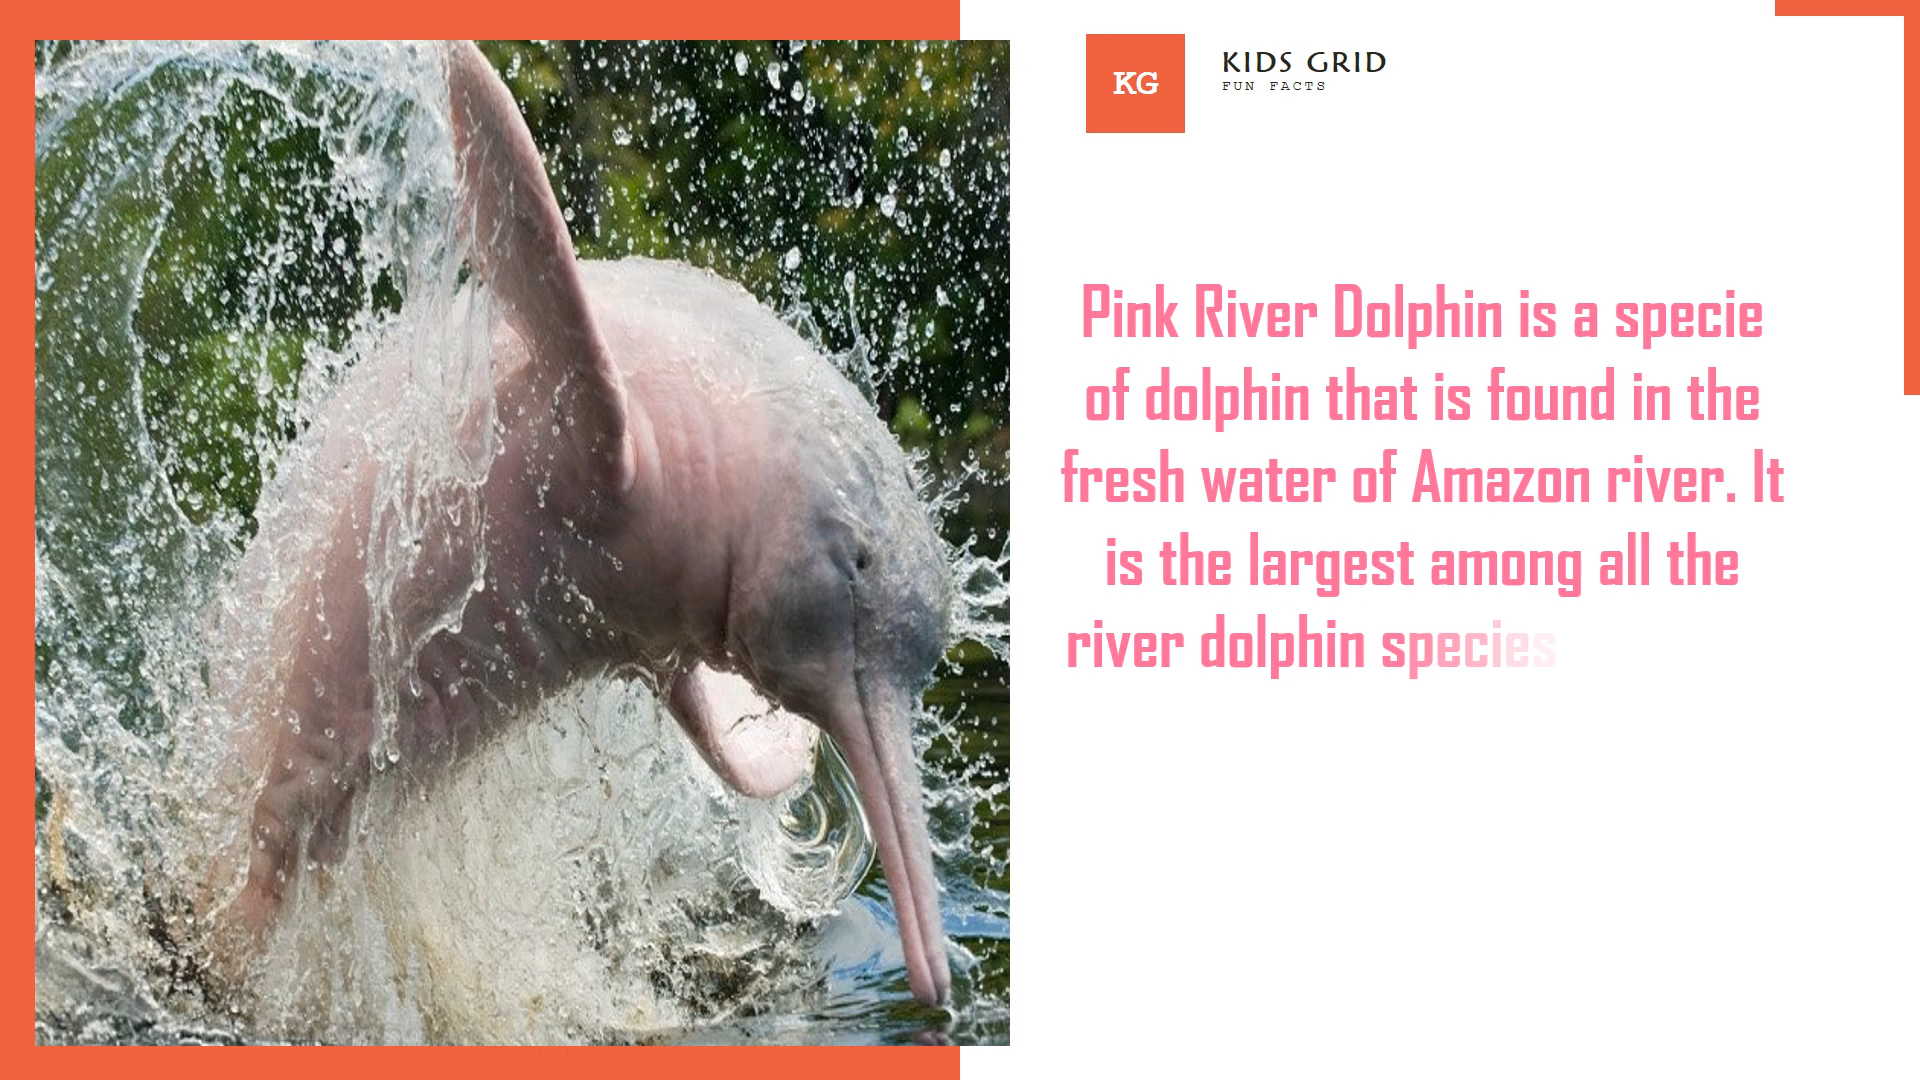 KG
KIDS GRID
FUN FACTS
Pink River Dolphin is a specie
of dolphin that is found in the
fresh water of Amazon river. It
is the largest among all the
river dolphin species